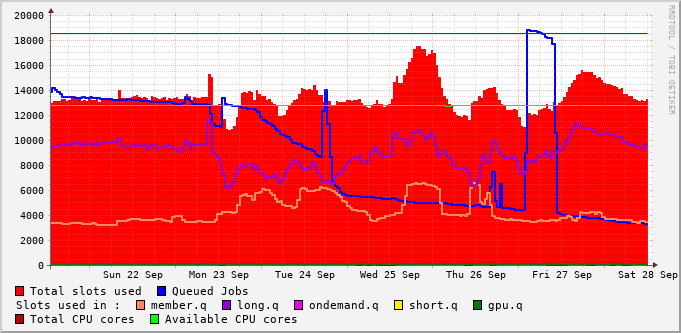 20000
18000
16000
14000
12000
10000
8000
6000
4000
2000
0
Sun 22 Sep Mon 23 Sep Tue 24 Sep Wed 25 Sep Thu 26 Sep Fri 27 Sep Sat 28 Sep
Total slots used Queued Jobs
Slots used in : member.q long.q ondemand.q short.q gpu.q
Total CPU cores Available CPU cores
RRDTOOL / TOBI OETIKER